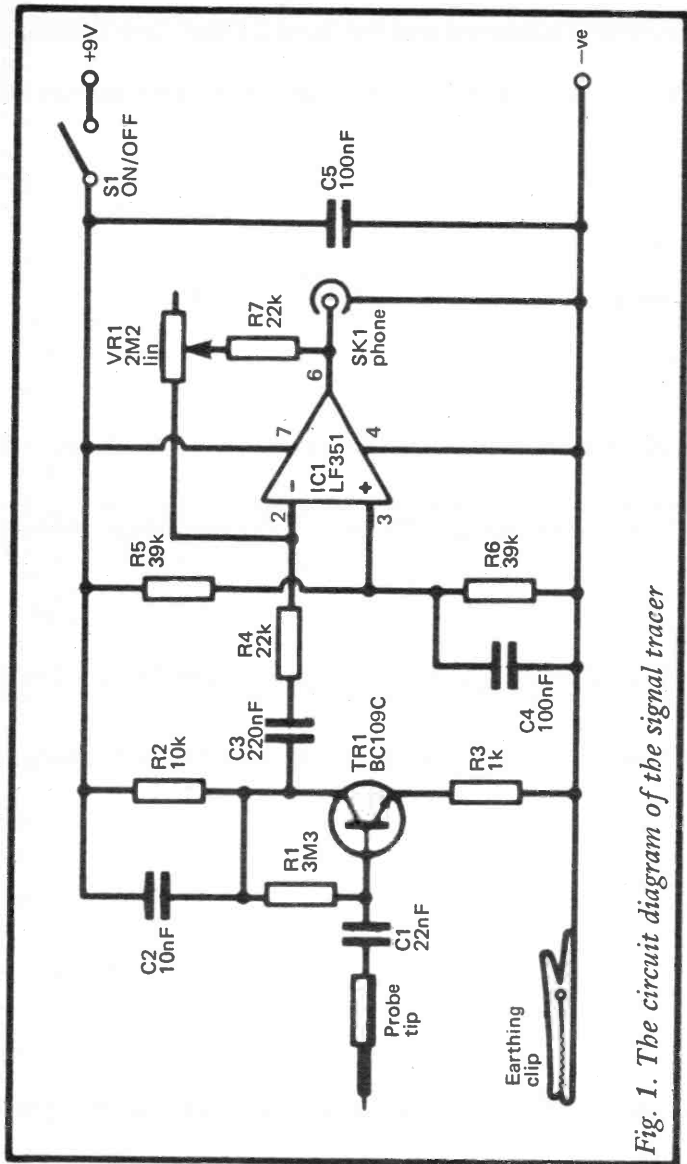 +9V
S1
ON/OFF
C5
100nF
VR1
2M2
lin
R7
22k
6
SK1
phone
7
4
IC1
LF351
-
+
2
3
R5
39k
R6
39k
R4
22k
C4
100nF
C3
220nF
R2
10k
TR1
BC109C
R3
1k
R1
3M3
C2
10nF
C1
22nF
Probe
tip
Earthing
clip
–ve
Fig. 1. The circuit diagram of the signal tracer